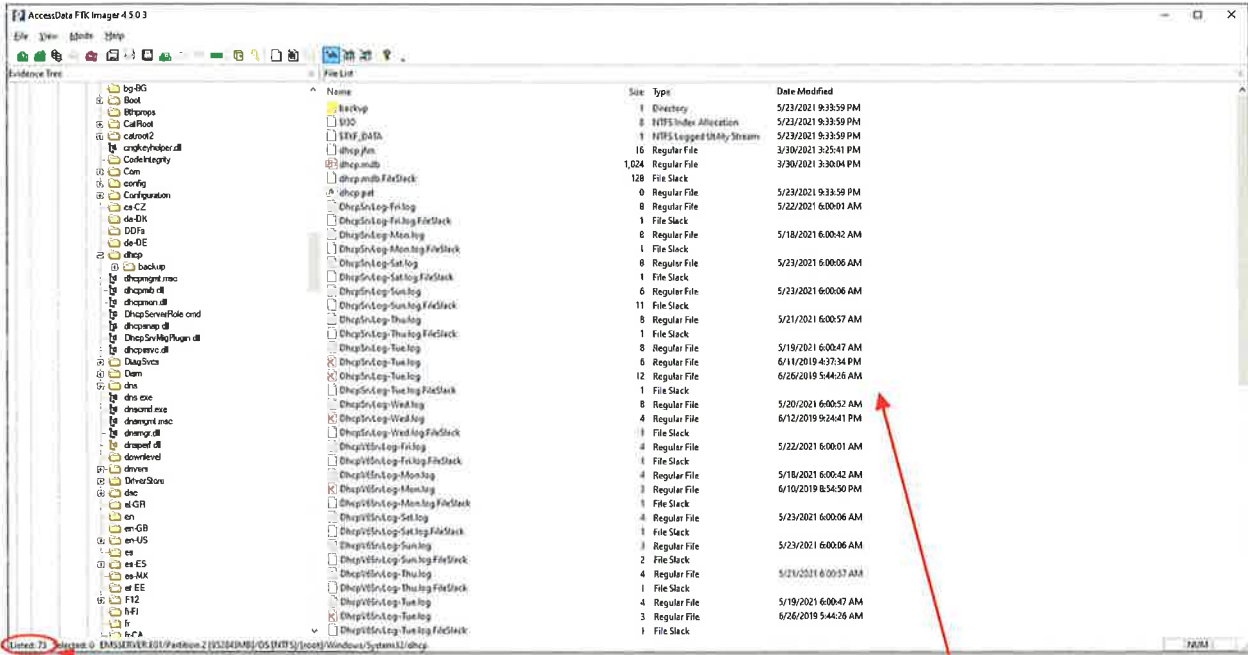 AccessData FTK Imager 4.5.0.3
File View Mode Help
Evidence Tree
File List
bg-BG
Boot
Bthprops
CatRoot
catroot2
cngkeyhelper.dll
CodeIntegrity
Com
config
Configuration
cs-CZ
da-DK
DDFs
de-DE
dhcp
backup
dhcpmgmt.msc
dhcpmib.dll
dhcpmon.dll
DhcpServerRole.cmd
dhcpsnap.dll
DhcpSrvMigPlugin.dll
dhcpssvc.dll
DiagSvcs
Dism
dns
dns.exe
dnscmd.exe
dnsmgmt.msc
dnsmgr.dll
dnsperf.dll
downlevel
drivers
DriverStore
dsc
el-GR
en
en-GB
en-US
es
es-ES
es-MX
et-EE
F12
fi-FI
fr
fr-CA
Name Size Type Date Modified
backup 1 Directory 5/23/2021 9:33:59 PM
$I30 8 NTFS Index Allocation 5/23/2021 9:33:59 PM
$TXF_DATA 1 NTFS Logged Utility Stream 5/23/2021 9:33:59 PM
dhcp.jfm 16 Regular File 3/30/2021 3:25:41 PM
dhcp.mdb 1,024 Regular File 3/30/2021 3:30:04 PM
dhcp.mdb.FileSlack 128 File Slack
dhcp.pat 0 Regular File 5/23/2021 9:33:59 PM
DhcpSrvLog-Fri.log 8 Regular File 5/22/2021 6:00:01 AM
DhcpSrvLog-Fri.log.FileSlack 1 File Slack
DhcpSrvLog-Mon.log 8 Regular File 5/18/2021 6:00:42 AM
DhcpSrvLog-Mon.log.FileSlack 1 File Slack
DhcpSrvLog-Sat.log 8 Regular File 5/23/2021 6:00:06 AM
DhcpSrvLog-Sat.log.FileSlack 1 File Slack
DhcpSrvLog-Sun.log 6 Regular File 5/23/2021 6:00:06 AM
DhcpSrvLog-Sun.log.FileSlack 11 File Slack
DhcpSrvLog-Thu.log 8 Regular File 5/21/2021 6:00:57 AM
DhcpSrvLog-Thu.log.FileSlack 1 File Slack
DhcpSrvLog-Tue.log 8 Regular File 5/19/2021 6:00:47 AM
DhcpSrvLog-Tue.log 6 Regular File 6/11/2019 4:37:34 PM
DhcpSrvLog-Tue.log 12 Regular File 6/26/2019 5:44:26 AM
DhcpSrvLog-Tue.log.FileSlack 1 File Slack
DhcpSrvLog-Wed.log 8 Regular File 5/20/2021 6:00:52 AM
DhcpSrvLog-Wed.log 4 Regular File 6/12/2019 9:24:41 PM
DhcpSrvLog-Wed.log.FileSlack 1 File Slack
DhcpV6SrvLog-Fri.log 4 Regular File 5/22/2021 6:00:01 AM
DhcpV6SrvLog-Fri.log.FileSlack 1 File Slack
DhcpV6SrvLog-Mon.log 4 Regular File 5/18/2021 6:00:42 AM
DhcpV6SrvLog-Mon.log 3 Regular File 6/10/2019 8:54:50 PM
DhcpV6SrvLog-Mon.log.FileSlack 1 File Slack
DhcpV6SrvLog-Sat.log 4 Regular File 5/23/2021 6:00:06 AM
DhcpV6SrvLog-Sat.log.FileSlack 1 File Slack
DhcpV6SrvLog-Sun.log 3 Regular File 5/23/2021 6:00:06 AM
DhcpV6SrvLog-Sun.log.FileSlack 2 File Slack
DhcpV6SrvLog-Thu.log 4 Regular File 5/21/2021 6:00:57 AM
DhcpV6SrvLog-Thu.log.FileSlack 1 File Slack
DhcpV6SrvLog-Tue.log 4 Regular File 5/19/2021 6:00:47 AM
DhcpV6SrvLog-Tue.log 3 Regular File 6/26/2019 5:44:26 AM
DhcpV6SrvLog-Tue.log.FileSlack 1 File Slack
Listed: 73 Selected: 0 EMSSERVER.E01/Partition 2 [952843MB]/OS [NTFS]/[root]/Windows/System32/dhcp
NUM